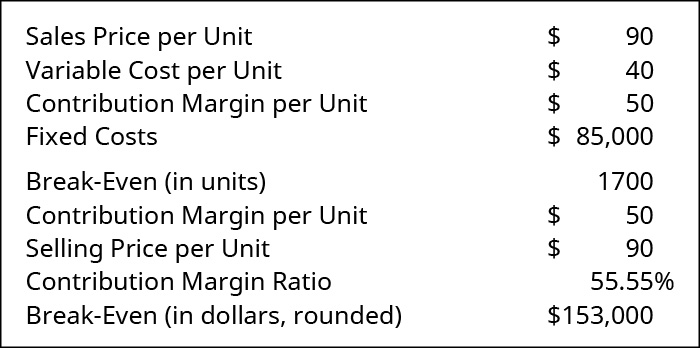 Sales Price per Unit $ 90
Variable Cost per Unit $ 40
Contribution Margin per Unit $ 50
Fixed Costs $ 85,000
Break-Even (in units) 1700
Contribution Margin per Unit $ 50
Selling Price per Unit $ 90
Contribution Margin Ratio 55.55%
Break-Even (in dollars, rounded) $153,000